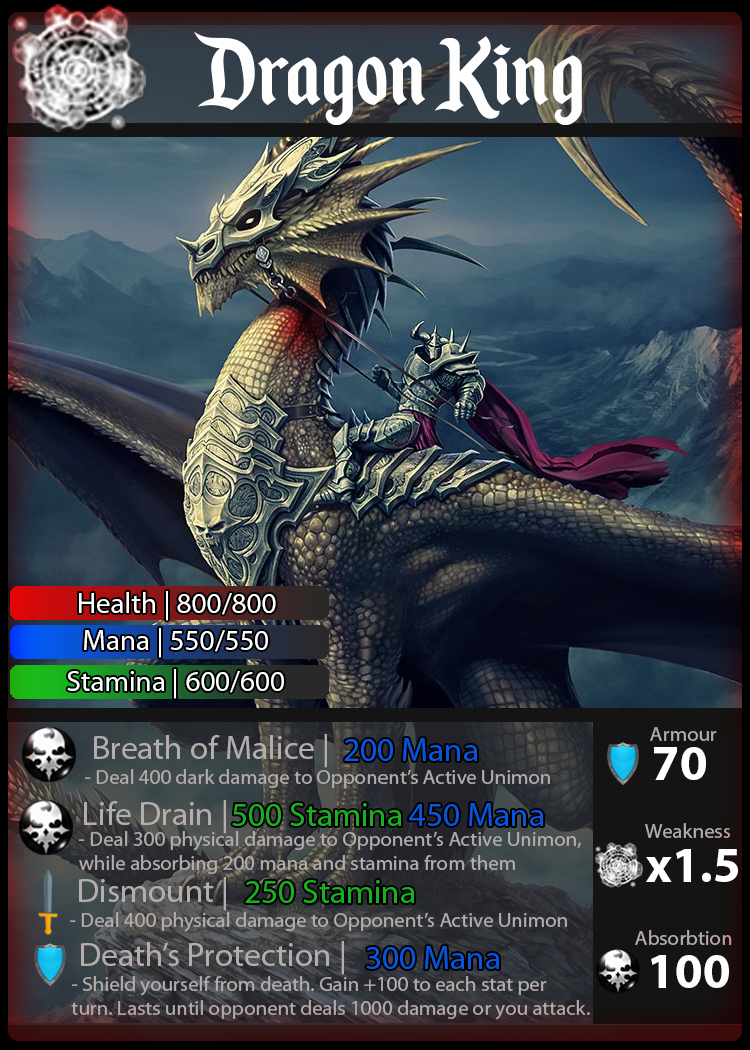 Dragon King
Health | 800/800
Mana | 550/550
Stamina | 600/600
Breath of Malice | 200 Mana
- Deal 400 dark damage to Opponent's Active Unimon
Life Drain | 500 Stamina 450 Mana
- Deal 300 physical damage to Opponent's Active Unimon,
while absorbing 200 mana and stamina from them
Dismount | 250 Stamina
- Deal 400 physical damage to Opponent's Active Unimon
Death's Protection | 300 Mana
- Shield yourself from death. Gain +100 to each stat per
turn. Lasts until opponent deals 1000 damage or you attack.
Armour
70
Weakness
x1.5
Absorbtion
100